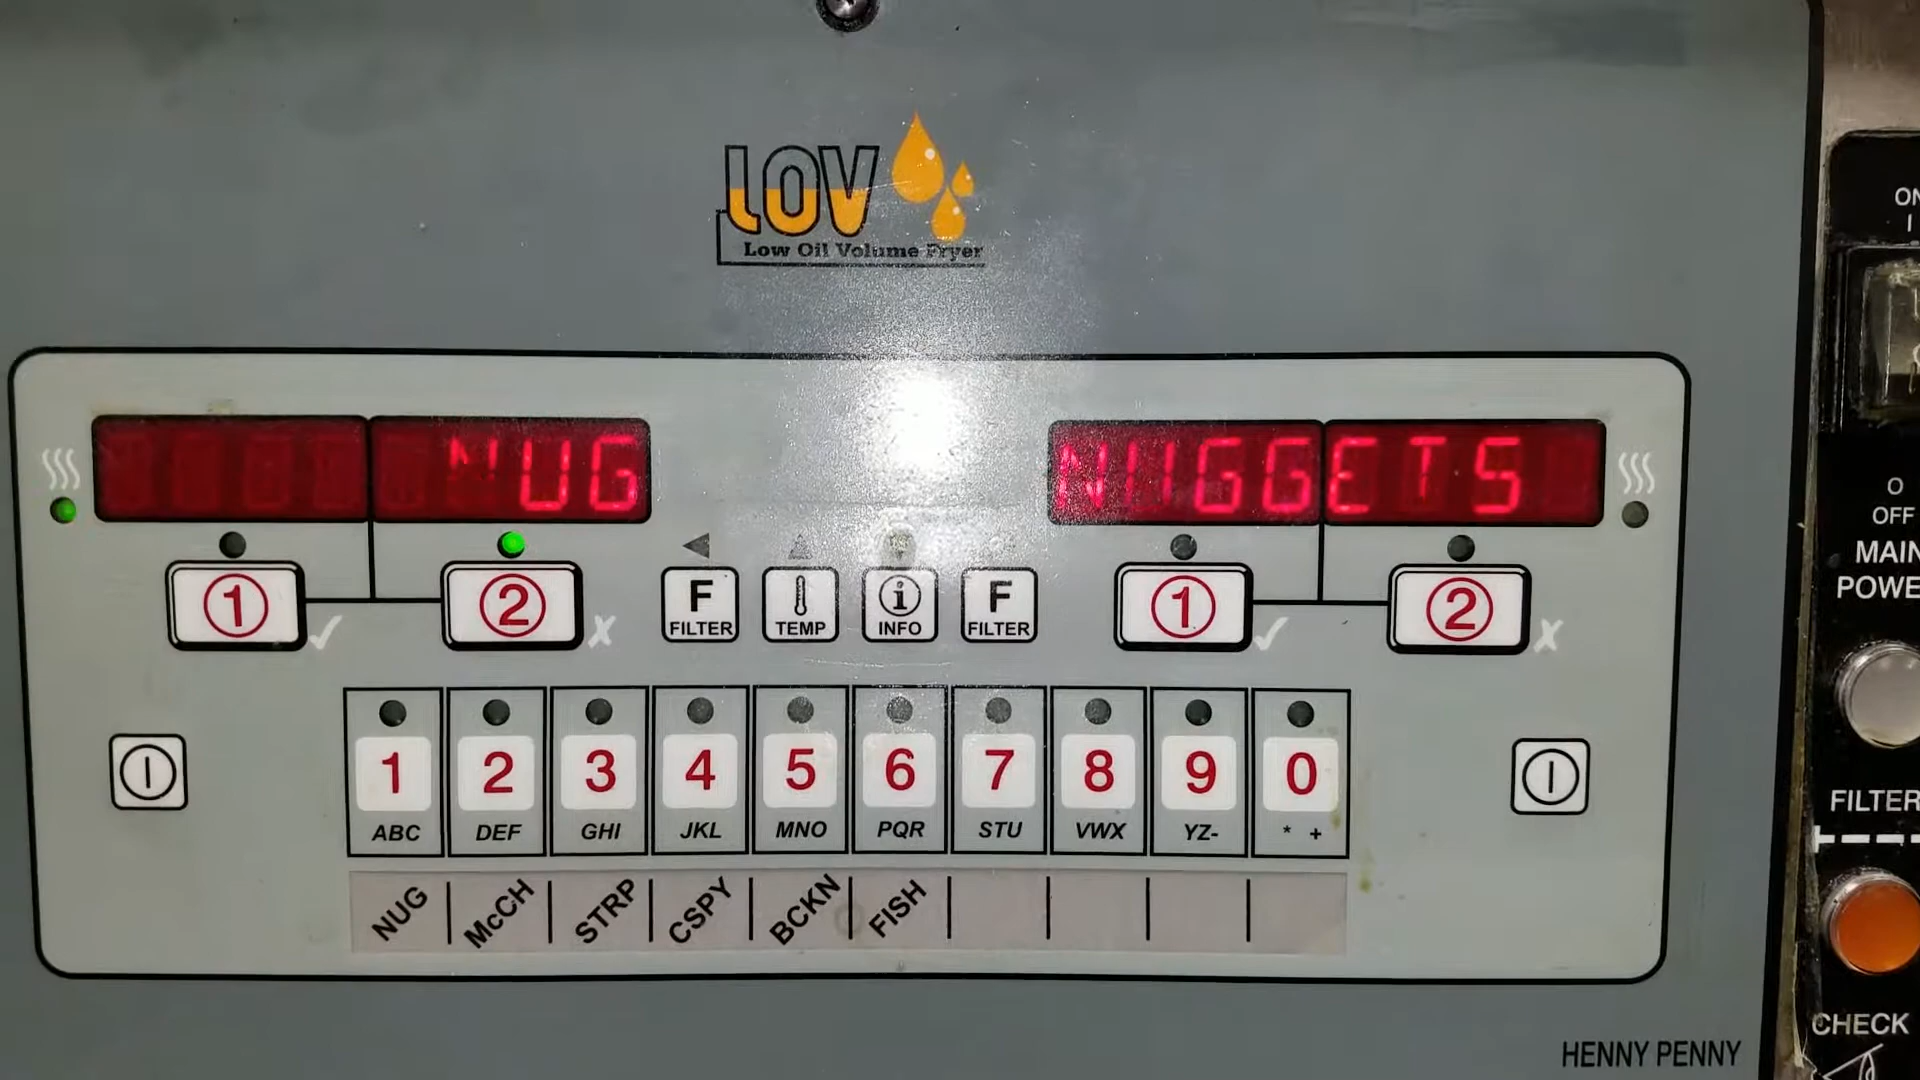 LOV
Low Oil Volume Fryer
NUG
NUGGETS
1
2
1
2
F
FILTER
TEMP
i
INFO
F
FILTER
1 2 3 4 5 6 7 8 9 0
ABC DEF GHI JKL MNO PQR STU VWX YZ- * +
NUG McCH STRP CSPY BCKN FISH
HENNY PENNY
ON
I
O
OFF
MAIN
POWE
FILTER
CHECK